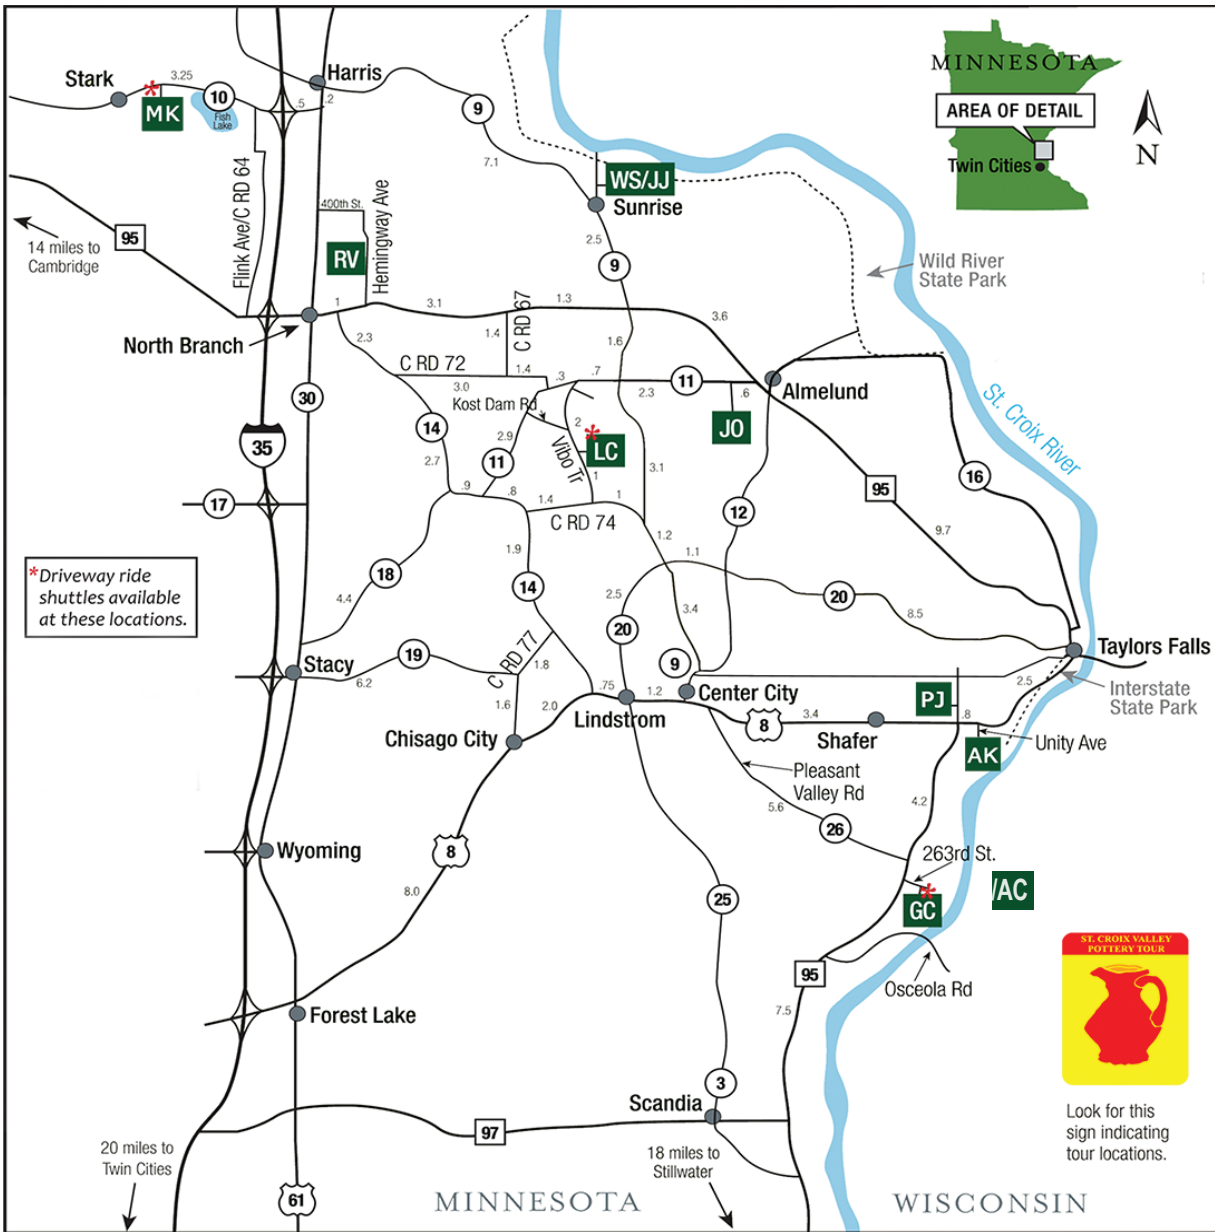 Stark
3.25
MK
10
Fish
Lake
.5
.2
Harris
9
7.1
MINNESOTA
AREA OF DETAIL
Twin Cities
N
WS/JJ
Sunrise
2.5
9
Flink Ave/C RD 64
400th St.
Hemingway Ave
RV
95
14 miles to
Cambridge
Wild River
State Park
North Branch
1
3.1
C RD 67
1.3
3.6
1.4
1.6
2.3
C RD 72
1.4
3.0
.3
.7
2.3
11
.6
Almelund
JO
Kost Dam Rd
30
35
14
2.7
2.9
11
2
Vibo Tr
LC
1
3.1
St. Croix River
16
95
9.7
17
.9
.8
1.4
1
C RD 74
12
1.2
1.9
1.1
*Driveway ride
shuttles available
at these locations.
18
4.4
14
2.5
20
3.4
20
8.5
Taylors Falls
Stacy
6.2
19
C RD 77
1.8
1.6
2.0
.75
1.2
9
Center City
Lindstrom
Chisago City
8
3.4
Shafer
PJ
.8
2.5
Interstate
State Park
AK
Unity Ave
Pleasant
Valley Rd
5.6
4.2
26
263rd St.
GC
/AC
Wyoming
8
8.0
25
95
Osceola Rd
7.5
Forest Lake
ST. CROIX VALLEY
POTTERY TOUR
Look for this
sign indicating
tour locations.
3
Scandia
97
20 miles to
Twin Cities
18 miles to
Stillwater
61
MINNESOTA
WISCONSIN